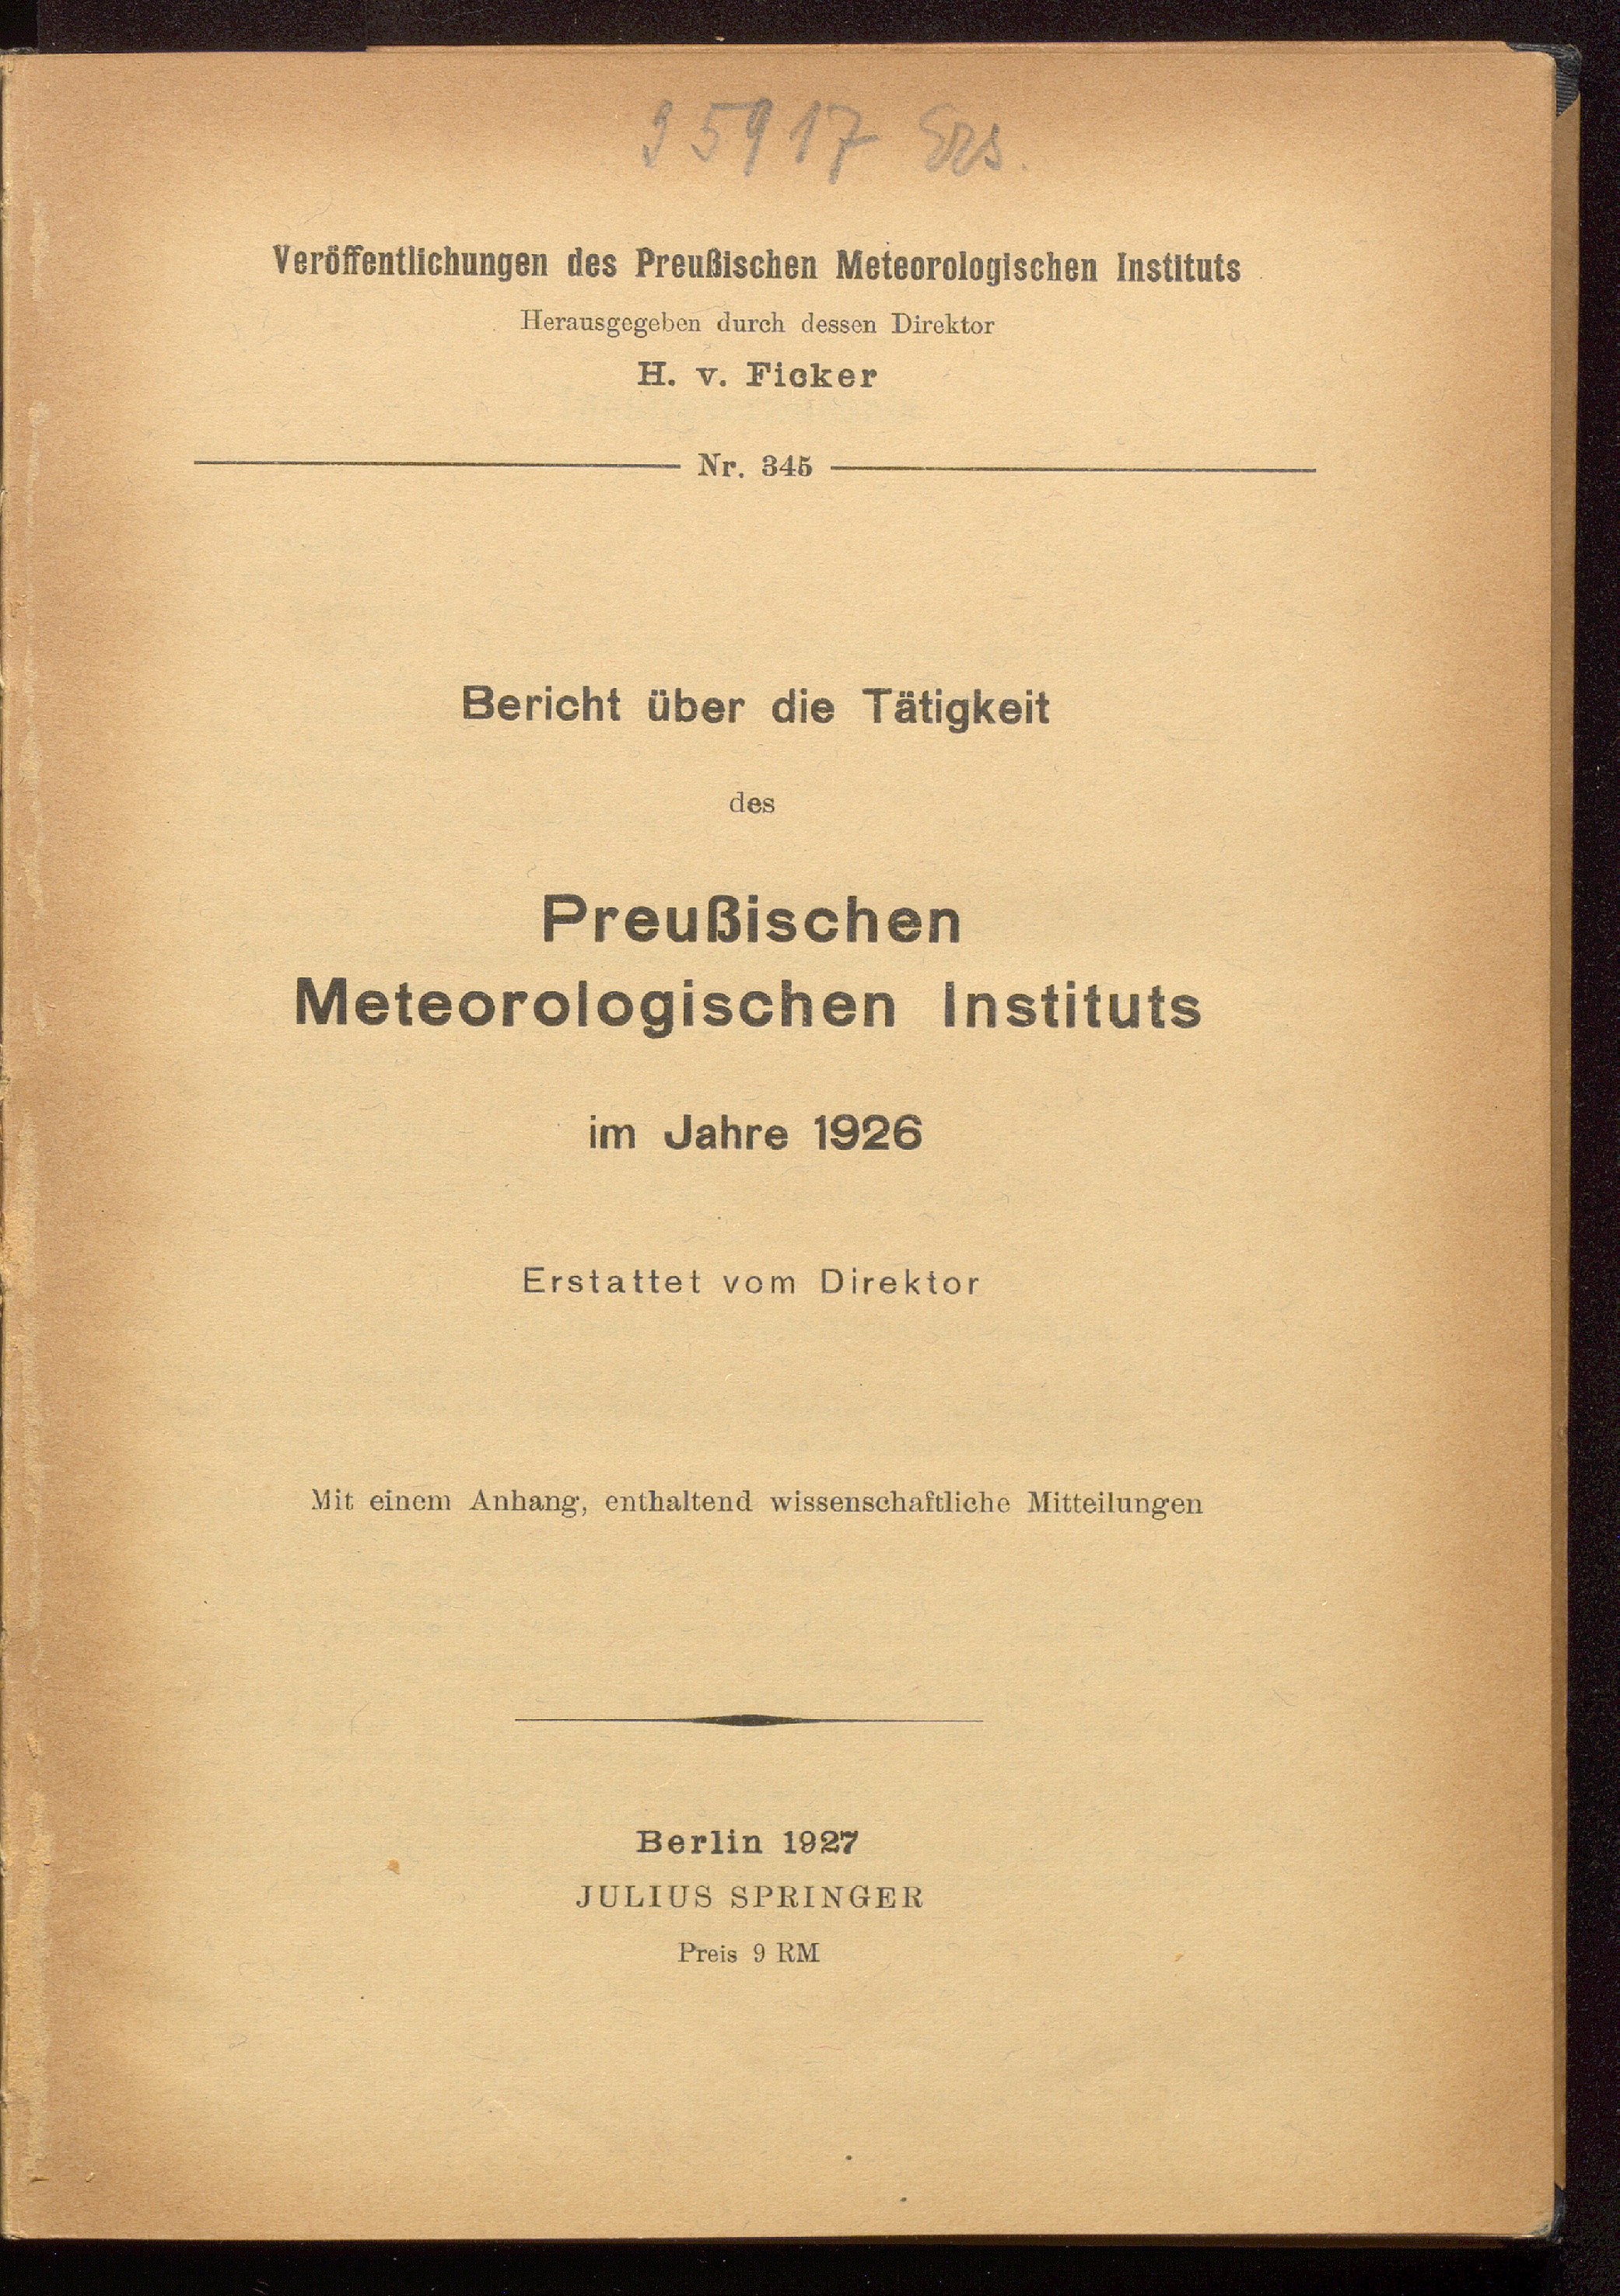 35917 Ers.
Veröffentlichungen des Preußischen Meteorologischen Instituts
Herausgegeben durch dessen Direktor
H. v. Ficker
Nr. 345
Bericht über die Tätigkeit
des
Preußischen
Meteorologischen Instituts
im Jahre 1926
Erstattet vom Direktor
Mit einem Anhang, enthaltend wissenschaftliche Mitteilungen
Berlin 1927
JULIUS SPRINGER
Preis 9 RM